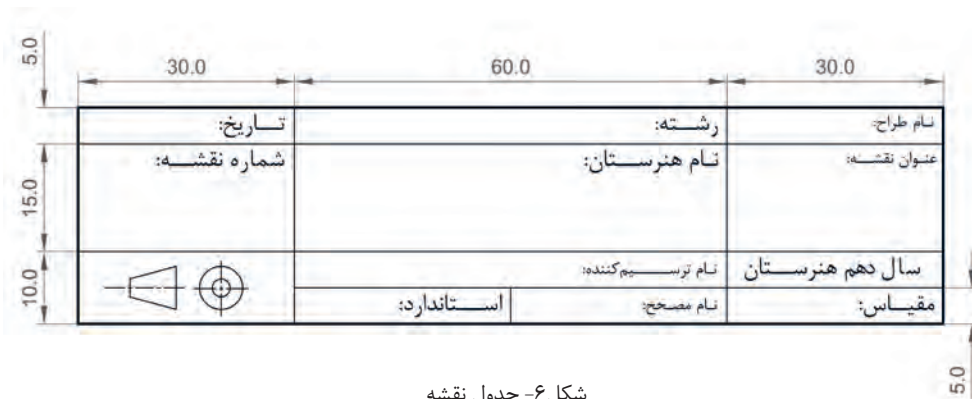 5.0
30.0 60.0 30.0
نام طراح: رشته: تاریخ:
عنوان نقشه: نام هنرستان: شماره نقشه:
15.0
سال دهم هنرستان نام ترسیم‌کننده:
10.0
مقیاس: نام مصحح: استاندارد:
5.0
شکل ۶- جدول نقشه